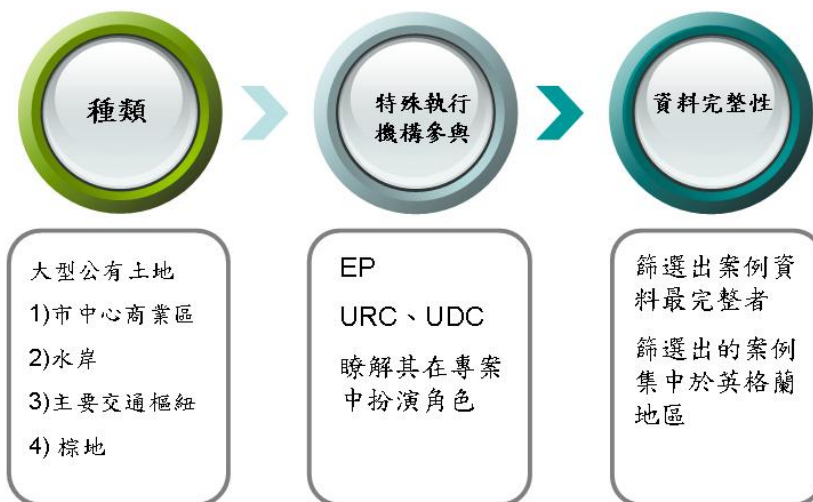 種類
特殊執行
機構參與
資料完整性
大型公有土地
1)市中心商業區
2)水岸
3)主要交通樞紐
4) 棕地
EP
URC、UDC
瞭解其在專案
中扮演角色
篩選出案例資
料最完整者
篩選出的案例
集中於英格蘭
地區